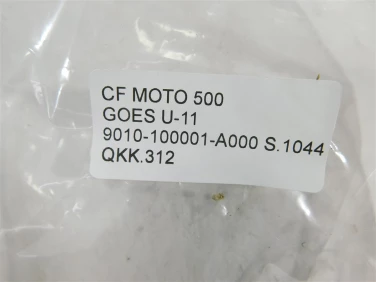 CF MOTO 500
GOES U-11
9010-100001-A000 S.1044
QKK.312